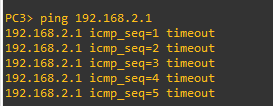 PC3> ping 192.168.2.1
192.168.2.1 icmp_seq=1 timeout
192.168.2.1 icmp_seq=2 timeout
192.168.2.1 icmp_seq=3 timeout
192.168.2.1 icmp_seq=4 timeout
192.168.2.1 icmp_seq=5 timeout